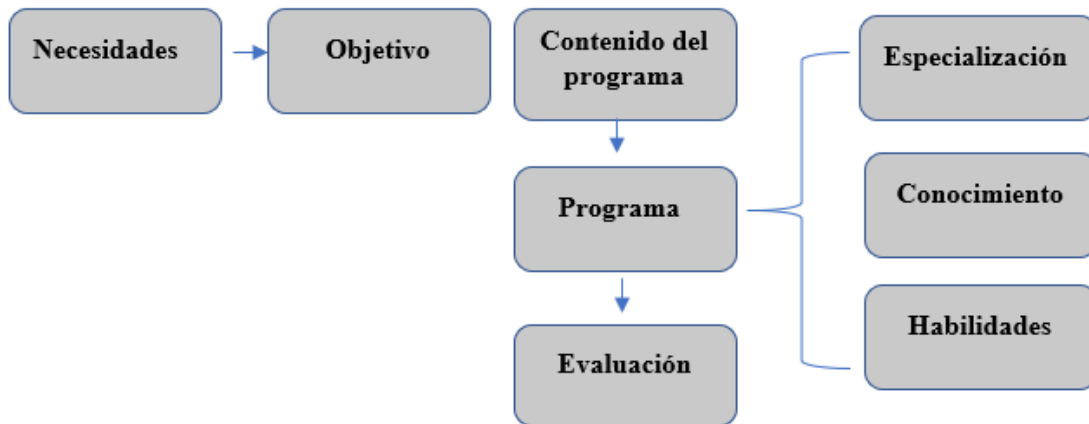 Necesidades
Objetivo
Contenido del
programa
Programa
Evaluación
Especialización
Conocimiento
Habilidades